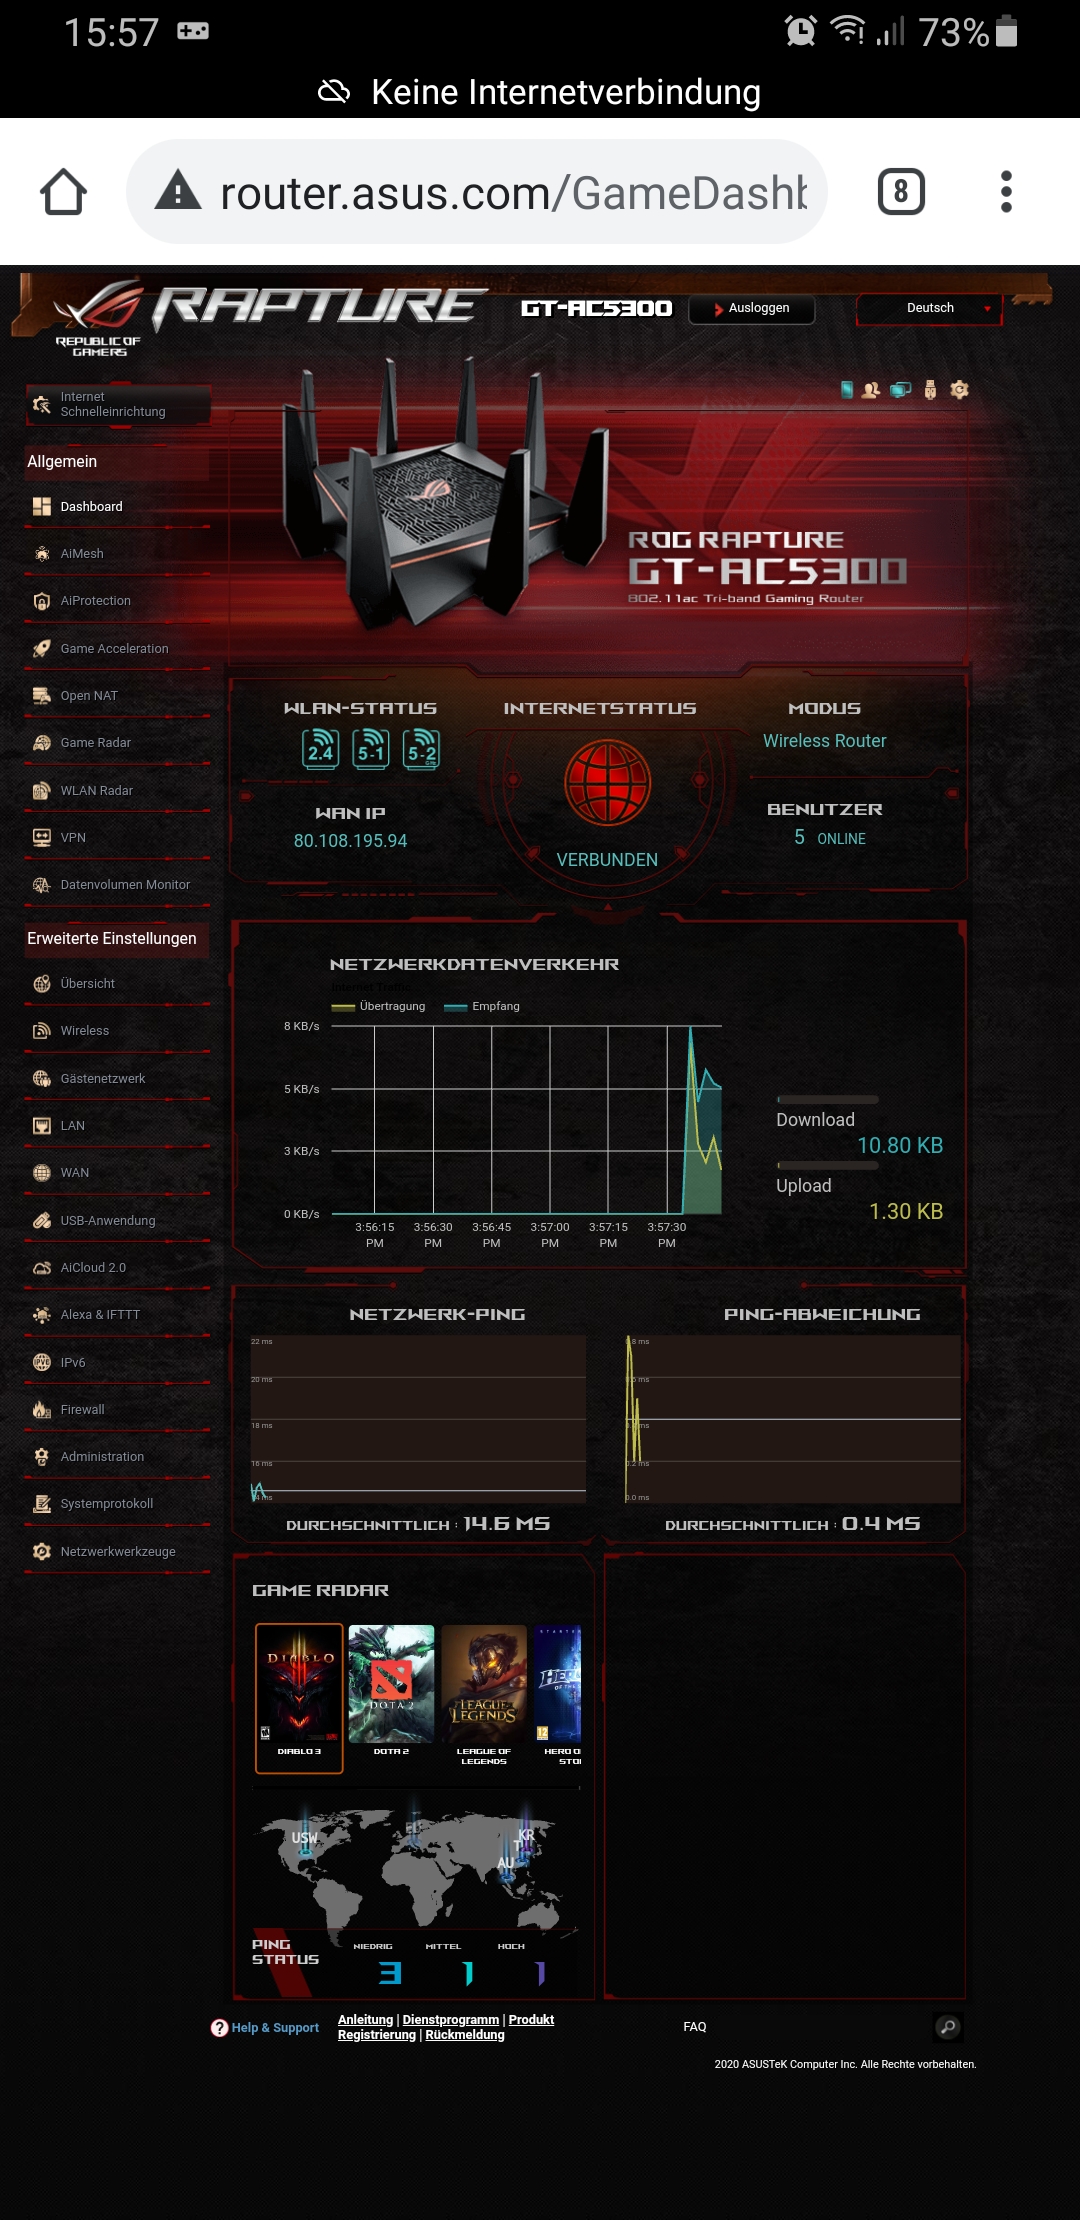 15:57
73%
Keine Internetverbindung
router.asus.com/GameDashb
8
RAPTURE
REPUBLIC OF
GAMERS
GT-AC5300
Ausloggen
Deutsch
Internet
Schnelleinrichtung
Allgemein
Dashboard
AiMesh
AiProtection
Game Acceleration
Open NAT
Game Radar
WLAN Radar
VPN
Datenvolumen Monitor
Erweiterte Einstellungen
Übersicht
Wireless
Gästenetzwerk
LAN
WAN
USB-Anwendung
AiCloud 2.0
Alexa & IFTTT
IPv6
Firewall
Administration
Systemprotokoll
Netzwerkwerkzeuge
ROG RAPTURE
GT-AC5300
802.11ac Tri-band Gaming Router
WLAN-STATUS
2.4
5-1
5-2
WAN IP
80.108.195.94
INTERNETSTATUS
VERBUNDEN
MODUS
Wireless Router
BENUTZER
5 ONLINE
NETZWERKDATENVERKEHR
Internet Traffic
Übertragung
Empfang
8 KB/s
5 KB/s
3 KB/s
0 KB/s
3:56:15 PM
3:56:30 PM
3:56:45 PM
3:57:00 PM
3:57:15 PM
3:57:30 PM
Download
10.80 KB
Upload
1.30 KB
NETZWERK-PING
22 ms
20 ms
18 ms
16 ms
DURCHSCHNITTLICH : 14.6 MS
PING-ABWEICHUNG
0.0 ms
DURCHSCHNITTLICH : 0.4 MS
GAME RADAR
DIABLO
DIABLO 3
DOTA 2
DOTA 2
LEAGUE OF LEGENDS
LEAGUE OF
LEGENDS
12
USW
EU
KR
AU
PING
STATUS
NIEDRIG
3
MITTEL
1
HOCH
1
Help & Support
Anleitung | Dienstprogramm | Produkt
Registrierung | Rückmeldung
FAQ
2020 ASUSTeK Computer Inc. Alle Rechte vorbehalten.